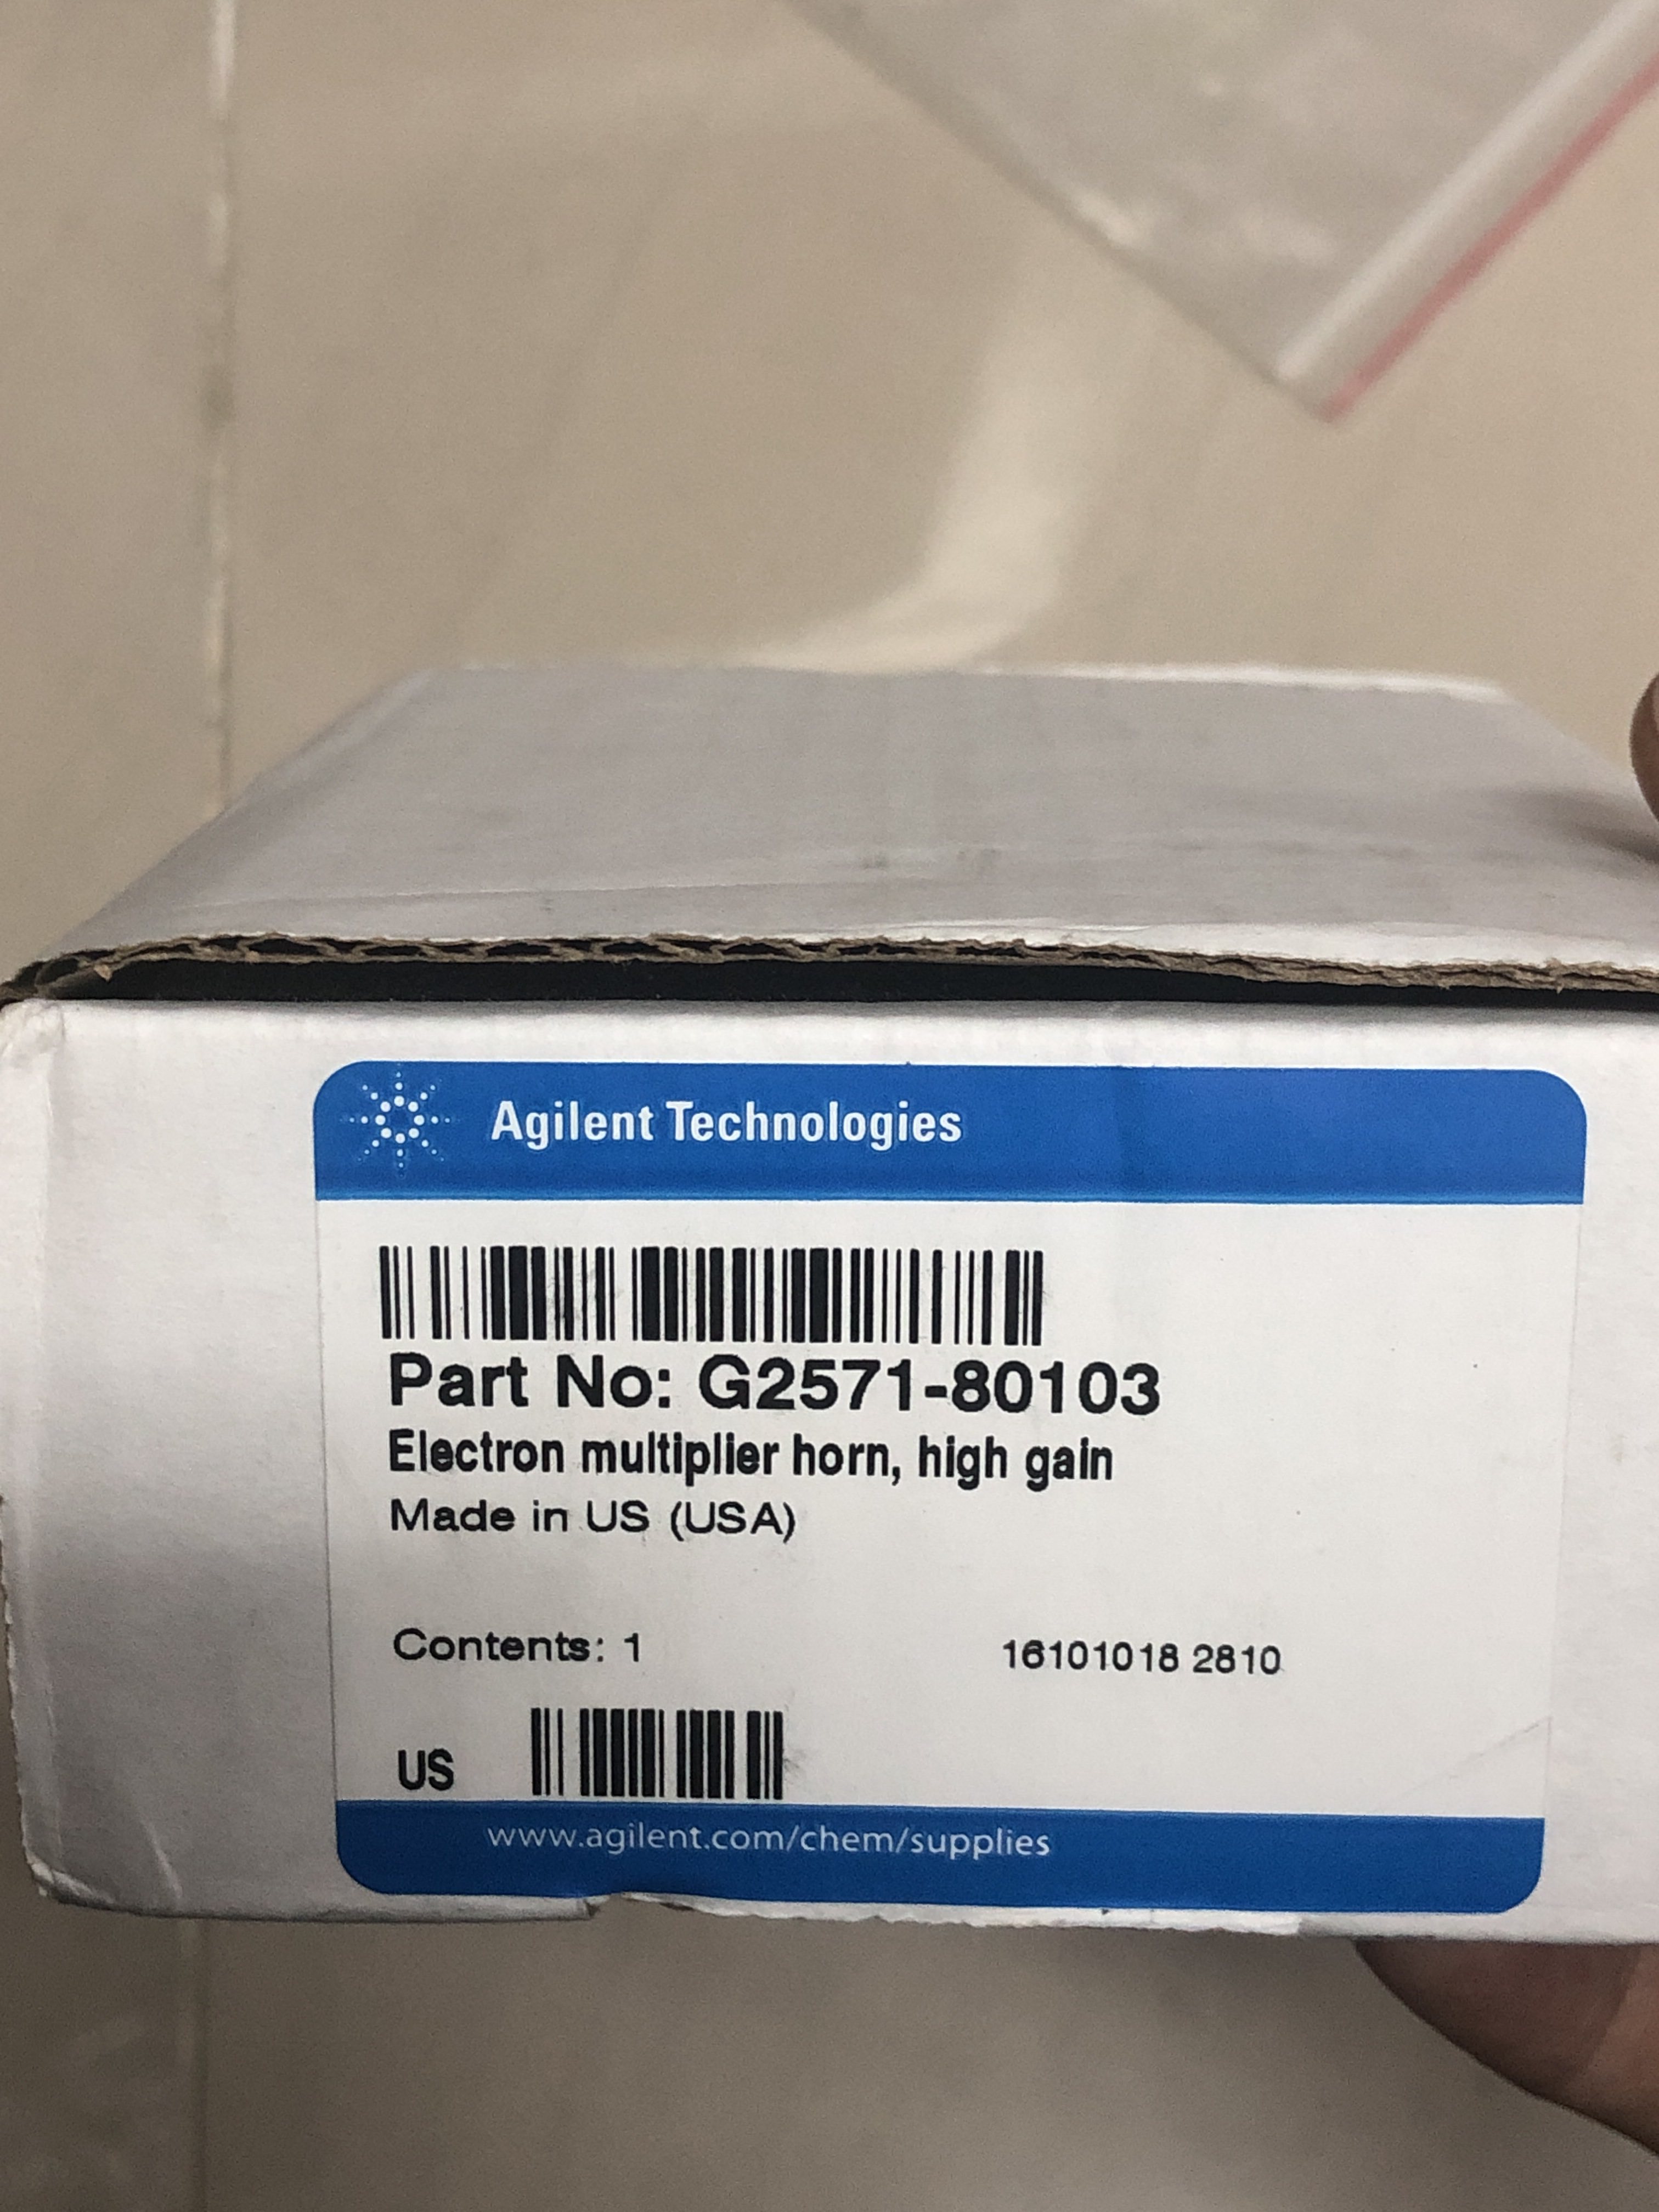 Agilent Technologies
Part No: G2571-80103
Electron multiplier horn, high gain
Made in US (USA)
Contents: 1 16101018 2810
US
www.agilent.com/chem/supplies